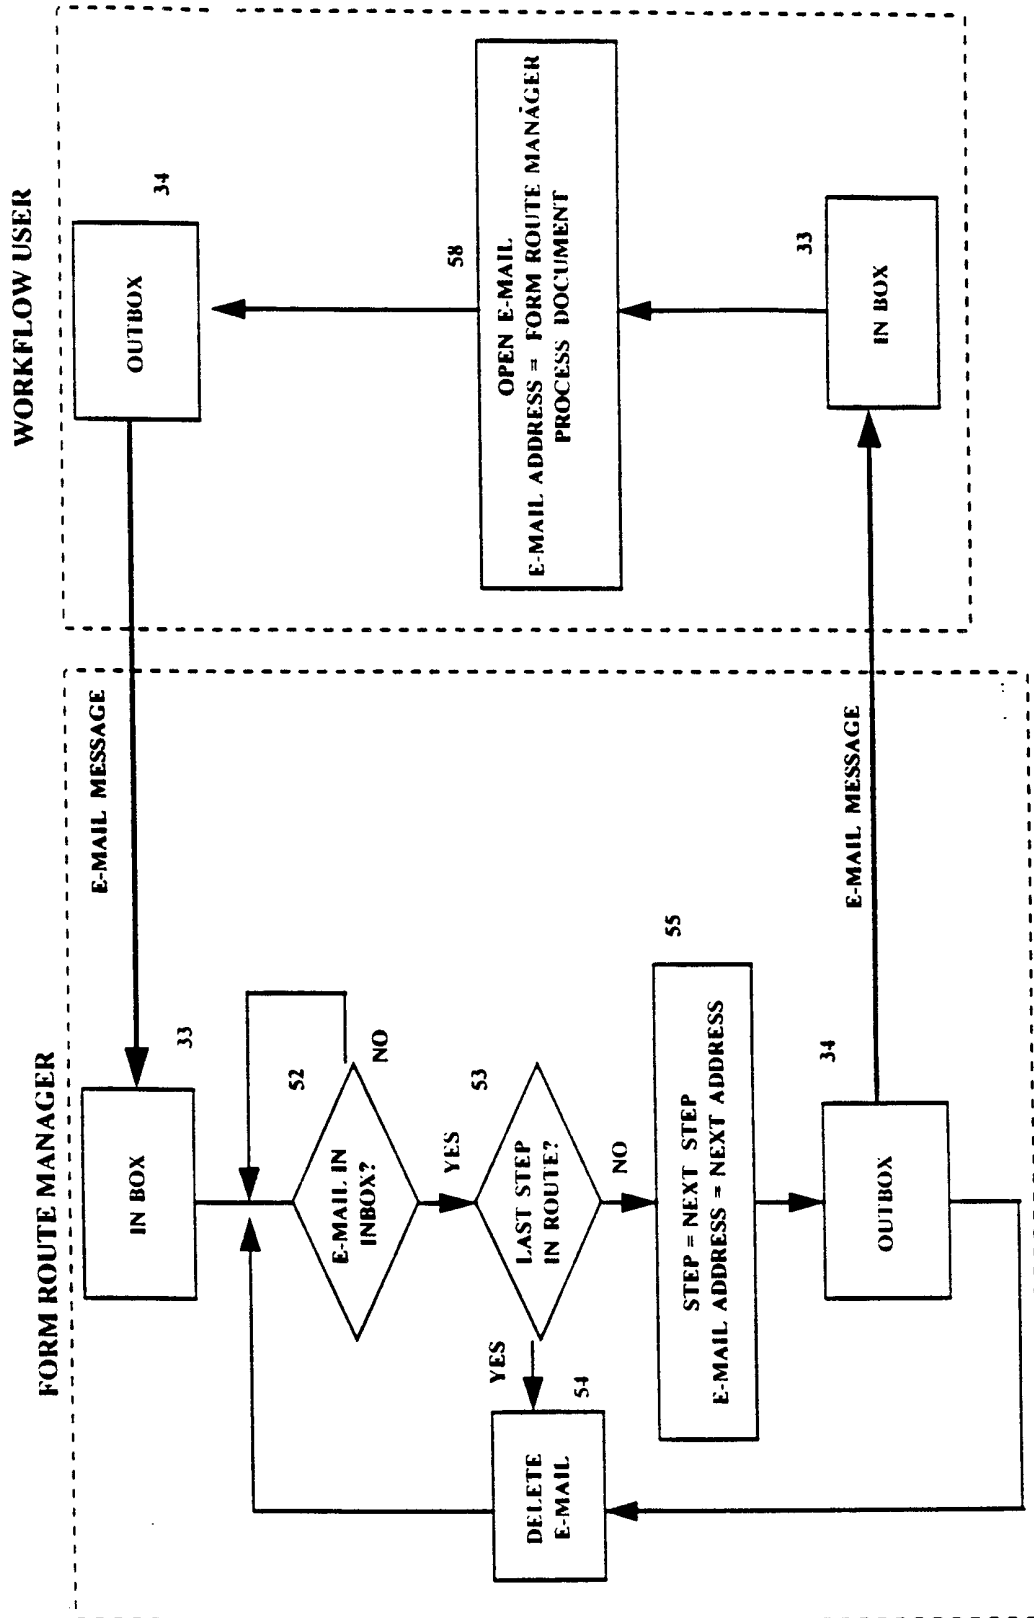 FORM ROUTE MANAGER
IN BOX
33
E-MAIL IN
INBOX?
52
NO
YES
LAST STEP
IN ROUTE?
53
YES
DELETE
E-MAIL
54
NO
STEP = NEXT STEP
E-MAIL ADDRESS = NEXT ADDRESS
55
OUTBOX
34
E-MAIL MESSAGE
E-MAIL MESSAGE
WORKFLOW USER
OUTBOX
34
OPEN E-MAIL
E-MAIL ADDRESS = FORM ROUTE MANAGER
PROCESS DOCUMENT
58
IN BOX
33